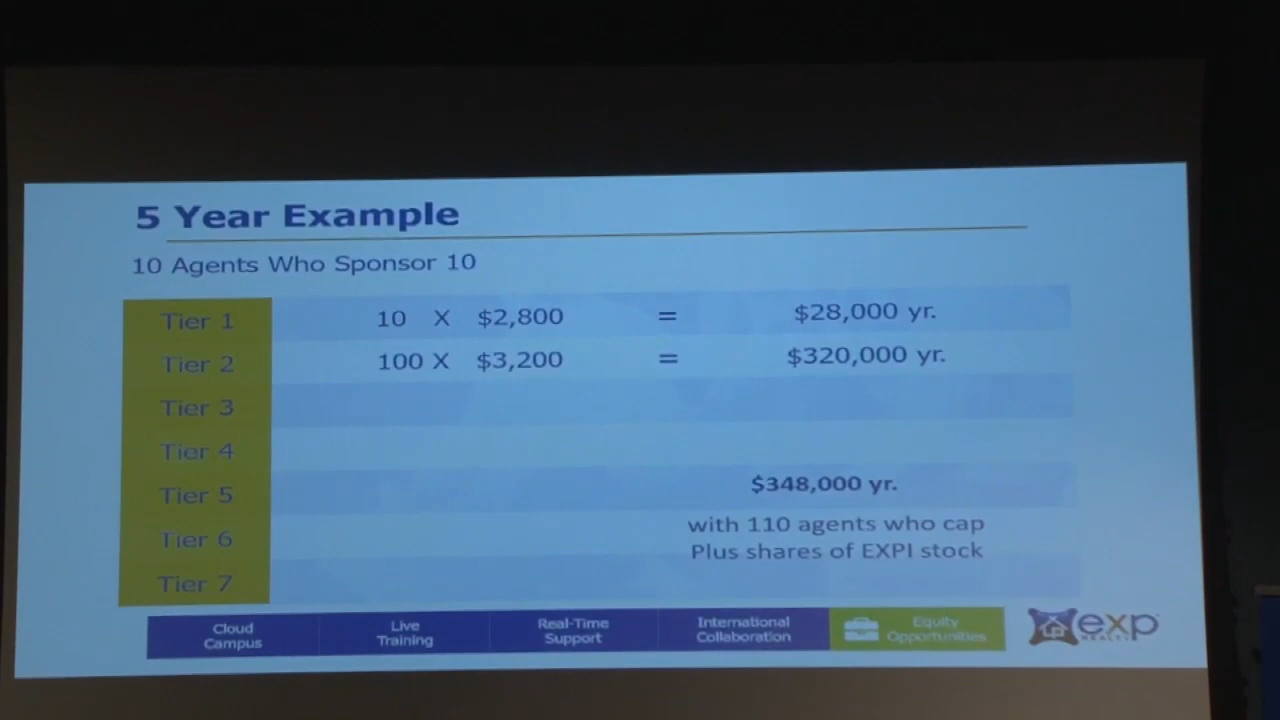 5 Year Example
10 Agents Who Sponsor 10
Tier 1 10 X $2,800 = $28,000 yr.
Tier 2 100 X $3,200 = $320,000 yr.
Tier 3
Tier 4
Tier 5 $348,000 yr.
Tier 6 with 110 agents who cap
Plus shares of EXPI stock
Tier 7
Cloud
Campus
Live
Training
Real-Time
Support
International
Collaboration
Equity
Opportunities
exp
REALTY